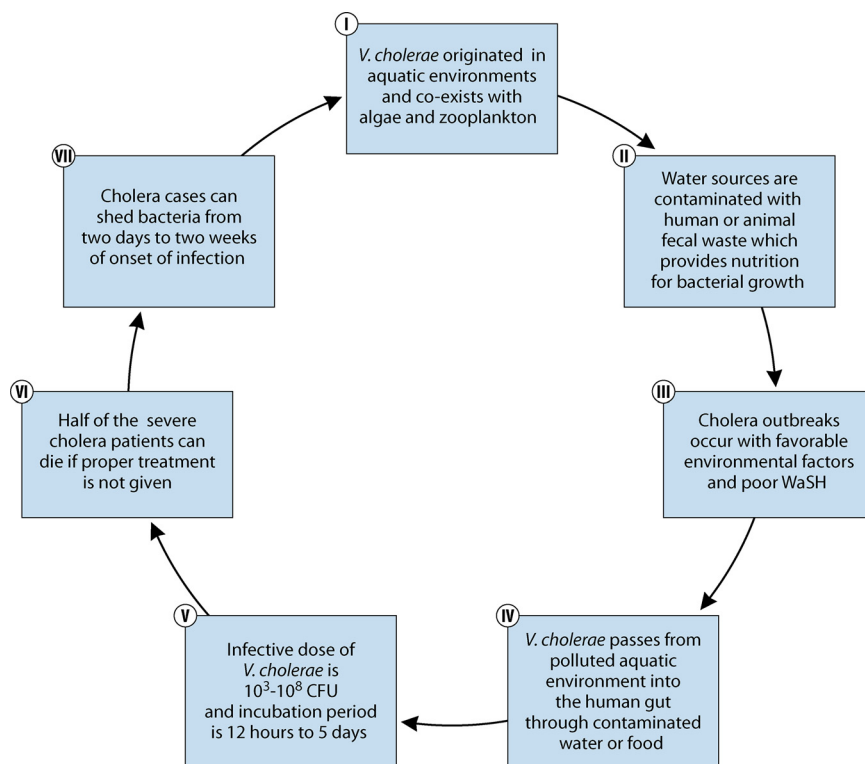 I
V. cholerae originated in
aquatic environments
and co-exists with
algae and zooplankton
II
Water sources are
contaminated with
human or animal
fecal waste which
provides nutrition
for bacterial growth
III
Cholera outbreaks
occur with favorable
environmental factors
and poor WaSH
IV
V. cholerae passes from
polluted aquatic
environment into
the human gut
through contaminated
water or food
V
Infective dose of
V. cholerae is
10³-10⁸ CFU
and incubation period
is 12 hours to 5 days
VI
Half of the severe
cholera patients can
die if proper treatment
is not given
VII
Cholera cases can
shed bacteria from
two days to two weeks
of onset of infection